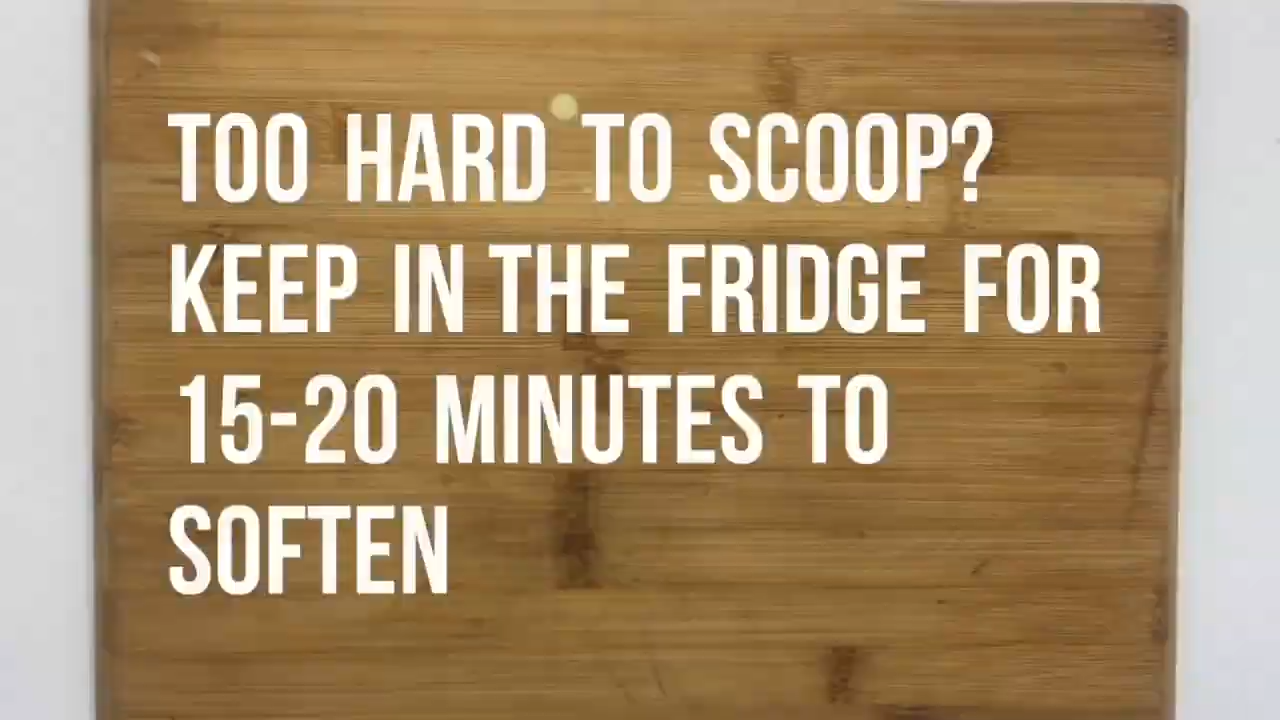 TOO HARD TO SCOOP?
KEEP IN THE FRIDGE FOR
15-20 MINUTES TO
SOFTEN